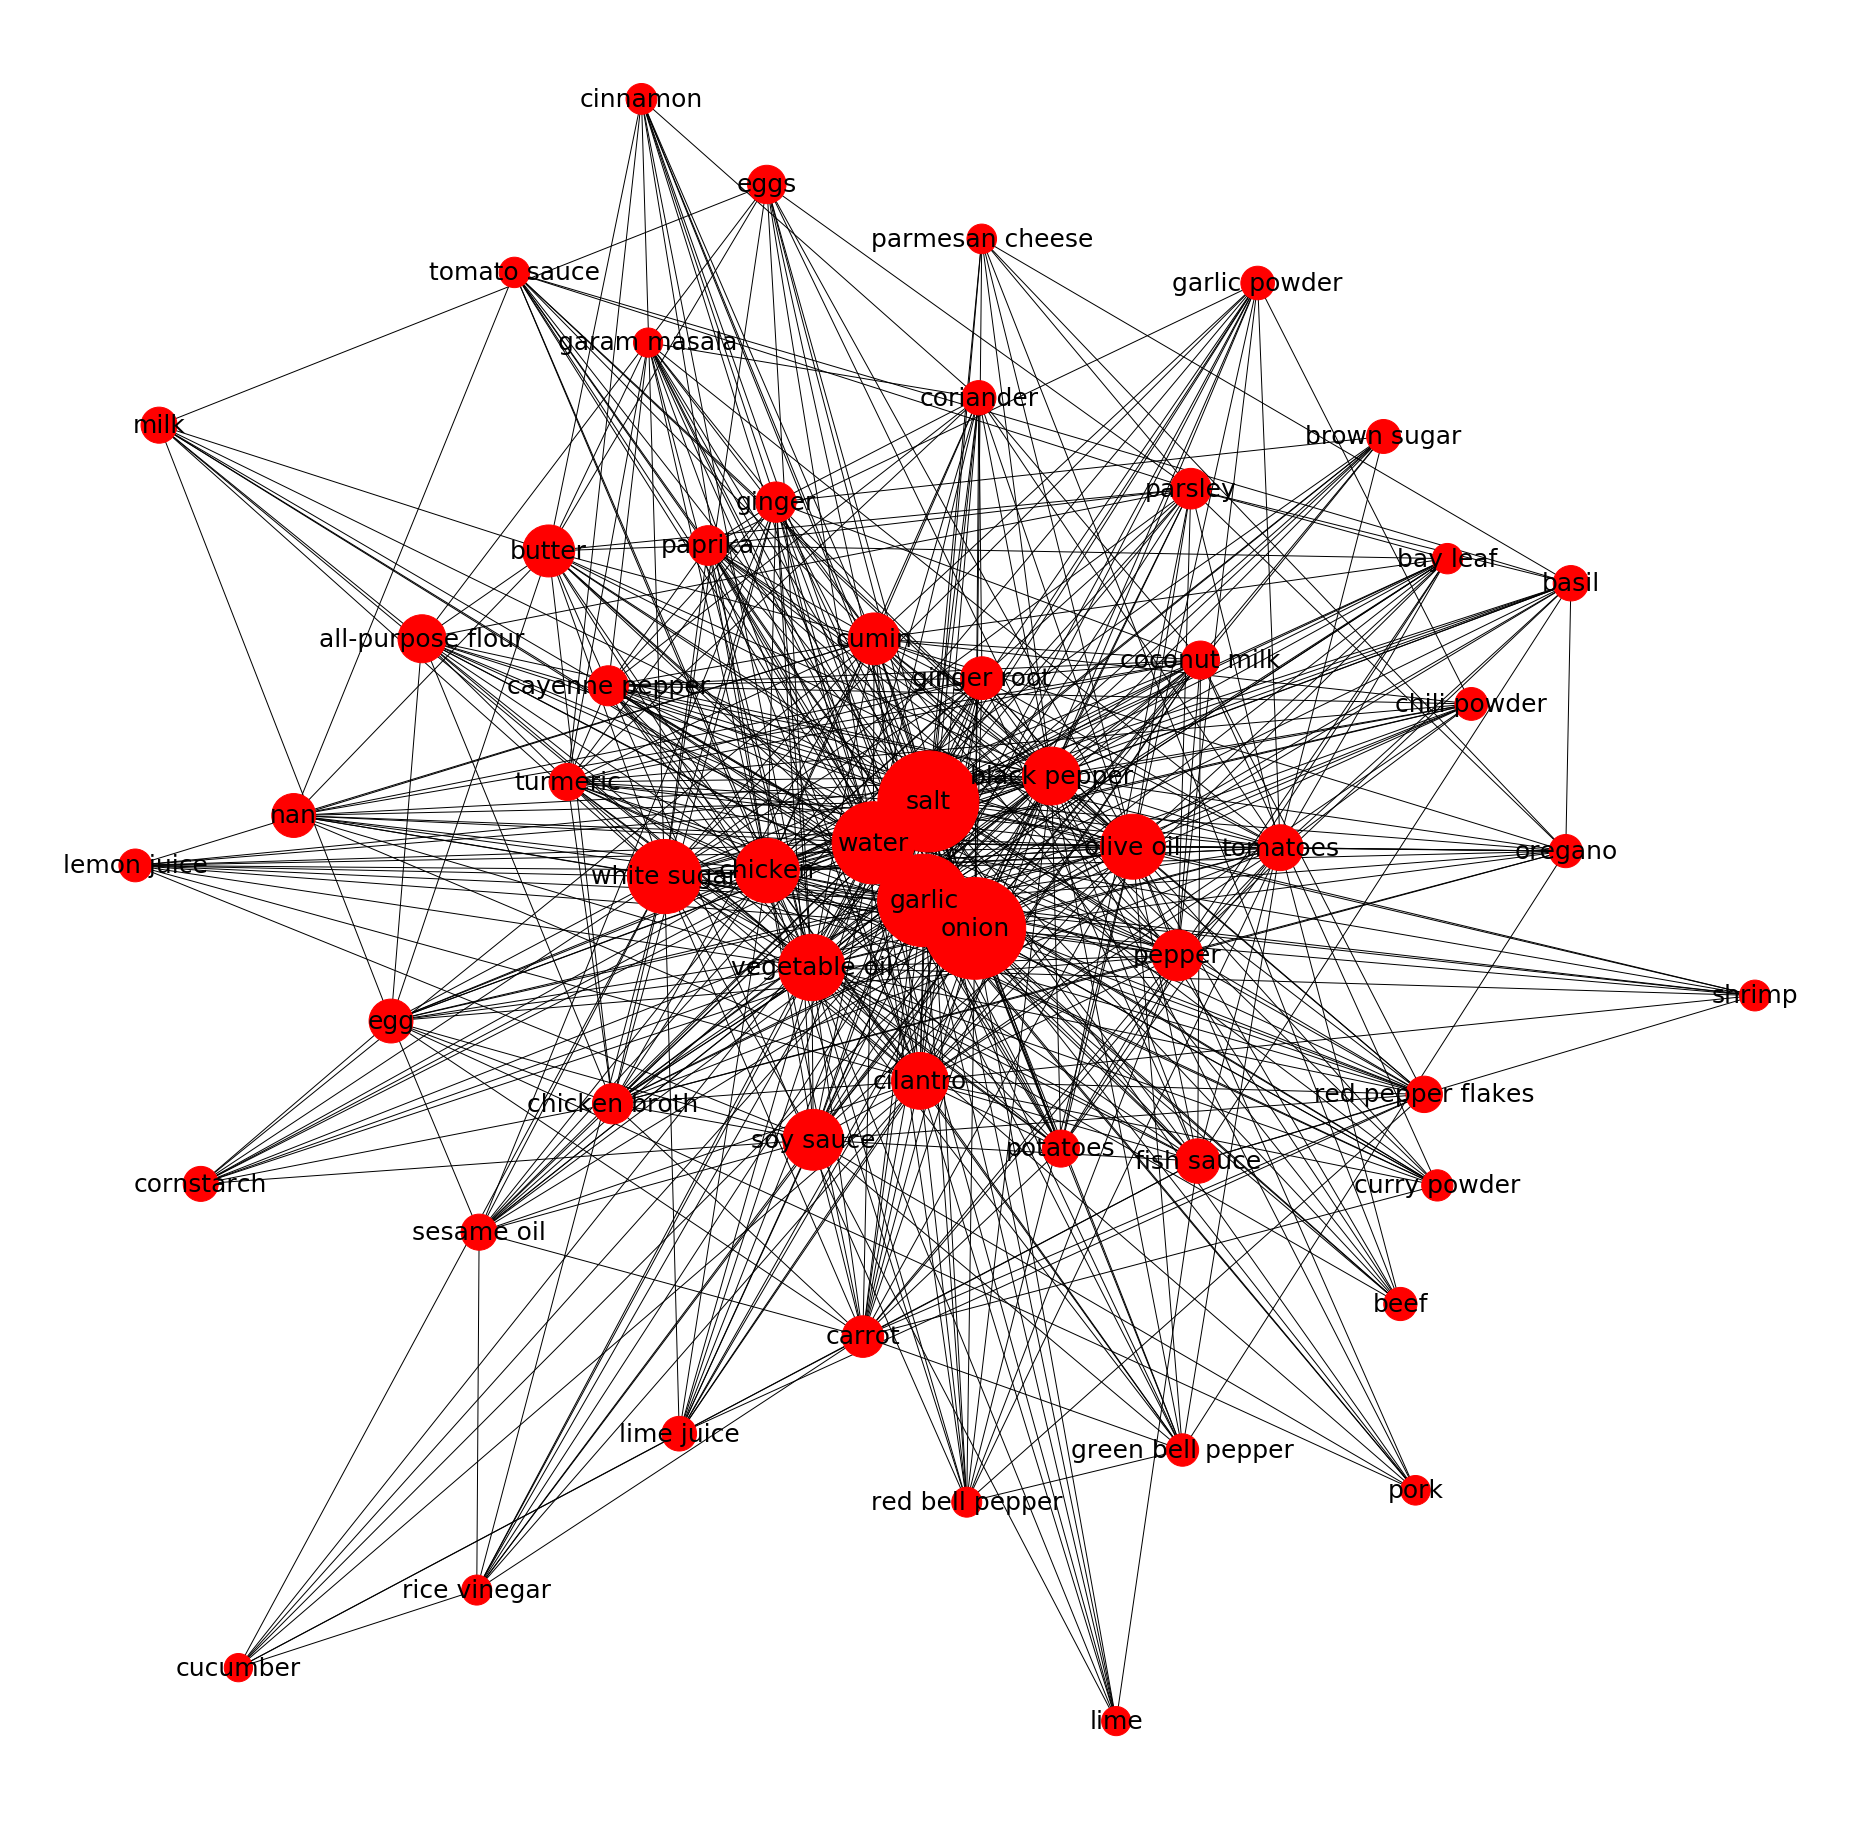 cinnamon
eggs
parmesan cheese
tomato sauce
garlic powder
garam masala
coriander
milk
brown sugar
parsley
ginger
butter
paprika
bay leaf
basil
all-purpose flour
cumin
coconut milk
cayenne pepper
ginger root
chili powder
turmeric
black pepper
salt
nan
water
olive oil
tomatoes
oregano
lemon juice
white sugar
chicken
garlic
onion
pepper
vegetable oil
shrimp
egg
cilantro
red pepper flakes
chicken broth
soy sauce
potatoes
fish sauce
cornstarch
curry powder
sesame oil
beef
carrot
lime juice
green bell pepper
pork
red bell pepper
rice vinegar
cucumber
lime